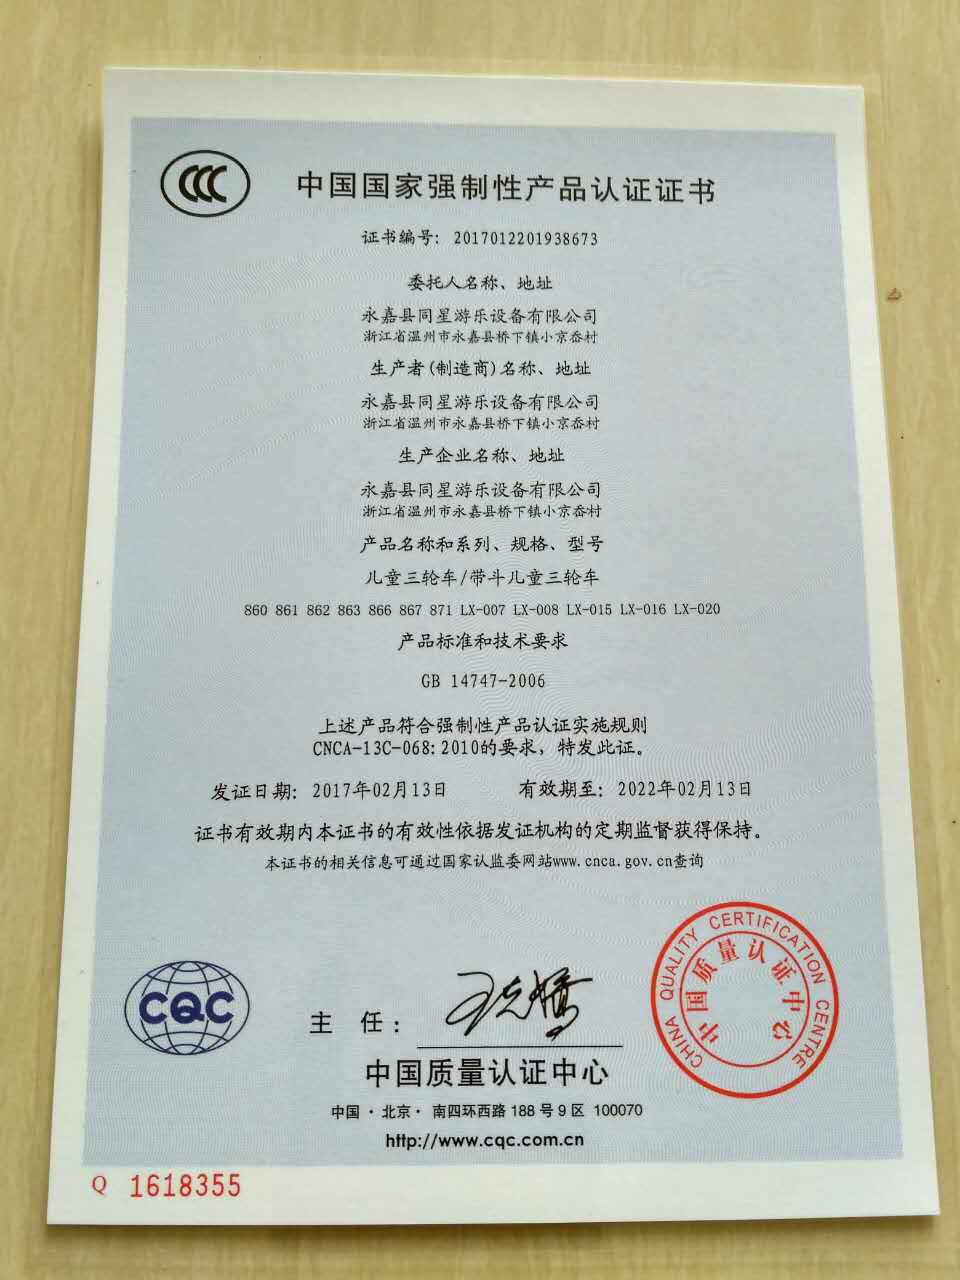 CCC
中国国家强制性产品认证证书
证书编号: 2017012201938673
委托人名称、地址
永嘉县同星游乐设备有限公司
浙江省温州市永嘉县桥下镇小京岙村
生产者(制造商)名称、地址
永嘉县同星游乐设备有限公司
浙江省温州市永嘉县桥下镇小京岙村
生产企业名称、地址
永嘉县同星游乐设备有限公司
浙江省温州市永嘉县桥下镇小京岙村
产品名称和系列、规格、型号
儿童三轮车/带斗儿童三轮车
860 861 862 863 866 867 871 LX-007 LX-008 LX-015 LX-016 LX-020
产品标准和技术要求
GB 14747-2006
上述产品符合强制性产品认证实施规则
CNCA-13C-068:2010的要求，特发此证。
发证日期: 2017年02月13日 有效期至: 2022年02月13日
证书有效期内本证书的有效性依据发证机构的定期监督获得保持。
本证书的相关信息可通过国家认监委网站www.cnca.gov.cn查询
CHINA QUALITY CERTIFICATION CENTRE
中国质量认证中心
CQC
主 任:
中国质量认证中心
中国·北京·南四环西路188号9区 100070
http://www.cqc.com.cn
Q 1618355